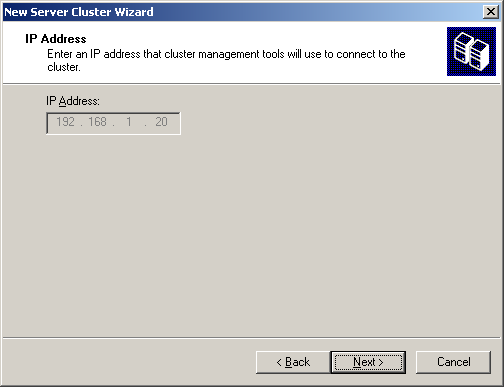 New Server Cluster Wizard
IP Address
Enter an IP address that cluster management tools will use to connect to the
cluster.
IP Address:
192 . 168 . 1 . 20
< Back
Next >
Cancel